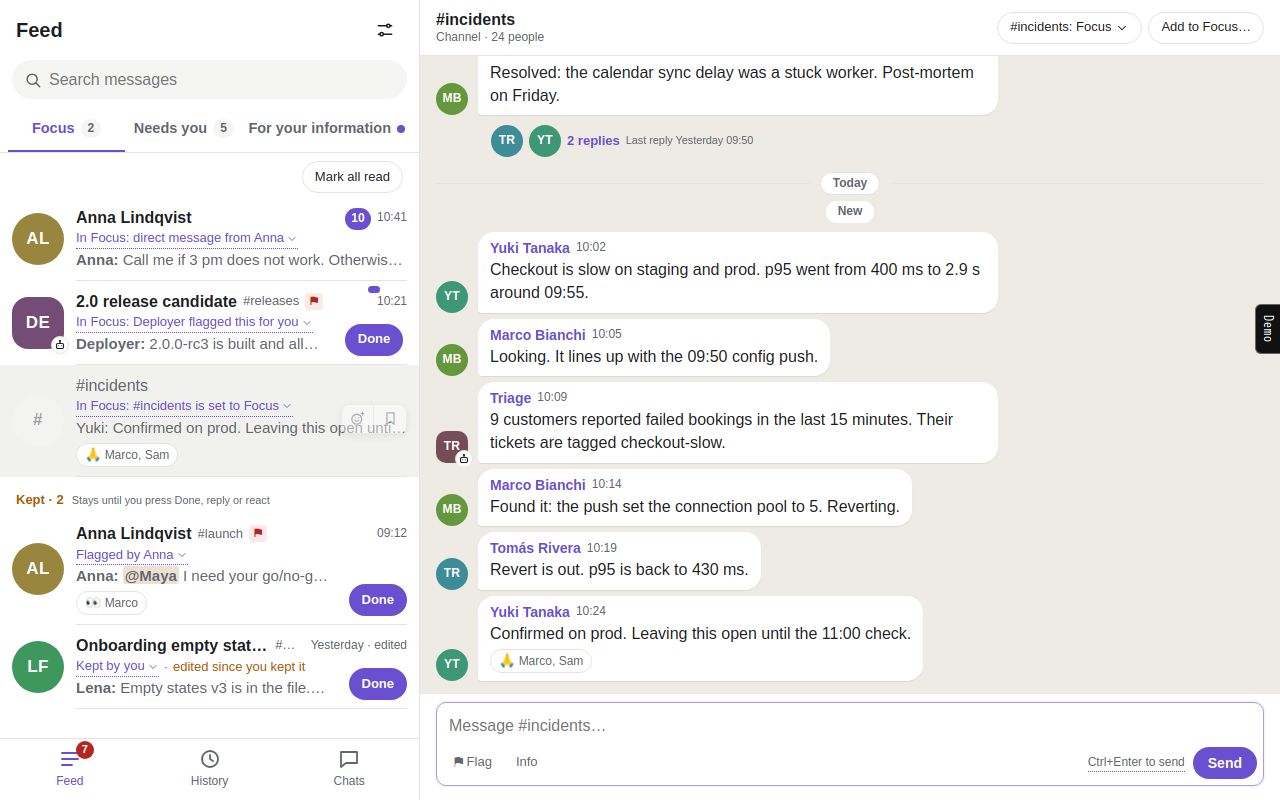 Feed
Search messages
Focus 2 Needs you 5 For your information
Mark all read
AL
Anna Lindqvist 10 10:41
In Focus: direct message from Anna
Anna: Call me if 3 pm does not work. Otherwis…
DE
2.0 release candidate #releases 10:21
In Focus: Deployer flagged this for you
Deployer: 2.0.0-rc3 is built and all…
Done
#
#incidents
In Focus: #incidents is set to Focus
Yuki: Confirmed on prod. Leaving this open unti…
🙏 Marco, Sam
Kept · 2 Stays until you press Done, reply or react
AL
Anna Lindqvist #launch 09:12
Flagged by Anna
Anna: @Maya I need your go/no-g…
👀 Marco
Done
LF
Onboarding empty stat… #… Yesterday · edited
Kept by you · edited since you kept it
Lena: Empty states v3 is in the file.…
Done
7
Feed History Chats
#incidents
Channel · 24 people
#incidents: Focus
Add to Focus…
Resolved: the calendar sync delay was a stuck worker. Post-mortem
on Friday.
MB
TR YT 2 replies Last reply Yesterday 09:50
Today
New
Yuki Tanaka 10:02
Checkout is slow on staging and prod. p95 went from 400 ms to 2.9 s
around 09:55.
YT
Marco Bianchi 10:05
Looking. It lines up with the 09:50 config push.
MB
Triage 10:09
9 customers reported failed bookings in the last 15 minutes. Their
tickets are tagged checkout-slow.
TR
Marco Bianchi 10:14
Found it: the push set the connection pool to 5. Reverting.
MB
Tomás Rivera 10:19
Revert is out. p95 is back to 430 ms.
TR
Yuki Tanaka 10:24
Confirmed on prod. Leaving this open until the 11:00 check.
🙏 Marco, Sam
YT
Message #incidents…
Flag Info Ctrl+Enter to send Send
Demo